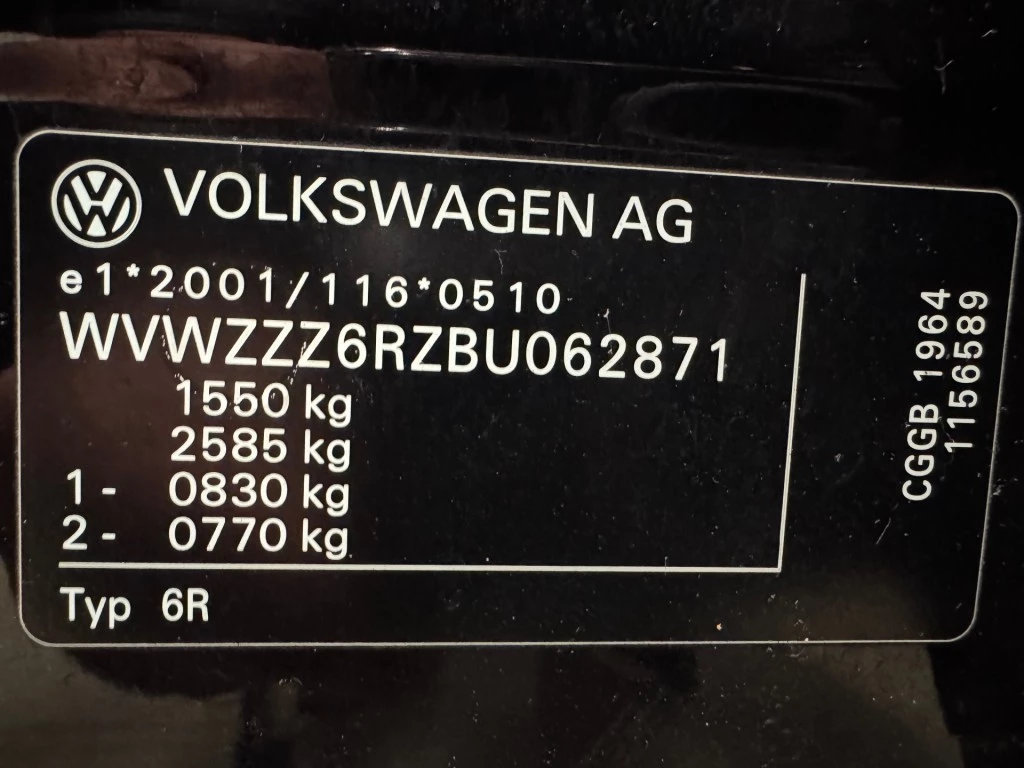 VOLKSWAGEN AG
e1*2001/116*0510
WVWZZZ6RZBU062871
1550 kg
2585 kg
1- 0830 kg
2- 0770 kg
Typ 6R
CGGB 1964
1156589